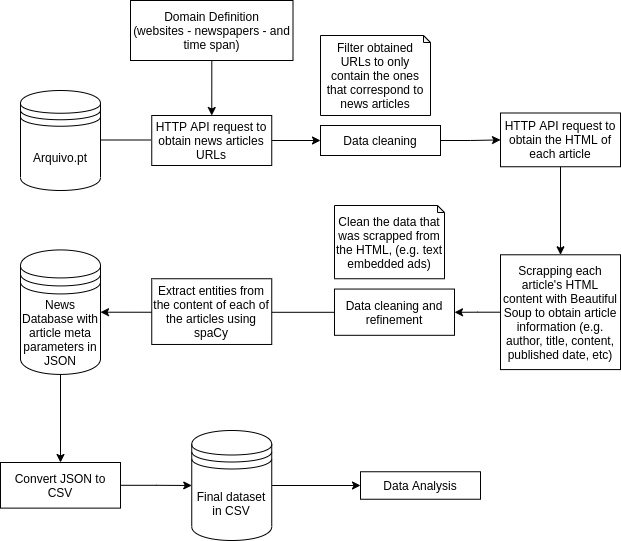 Domain Definition
(websites - newspapers - and
time span)
Filter obtained
URLs to only
contain the ones
that correspond to
news articles
Arquivo.pt
HTTP API request to
obtain news articles
URLs
Data cleaning
HTTP API request to
obtain the HTML of
each article
Clean the data that
was scrapped from
the HTML, (e.g. text
embedded ads)
News
Database with
article meta
parameters in
JSON
Extract entities from
the content of each of
the articles using
spaCy
Data cleaning and
refinement
Scrapping each
article's HTML
content with Beautiful
Soup to obtain article
information (e.g.
author, title, content,
published date, etc)
Convert JSON to
CSV
Final dataset
in CSV
Data Analysis